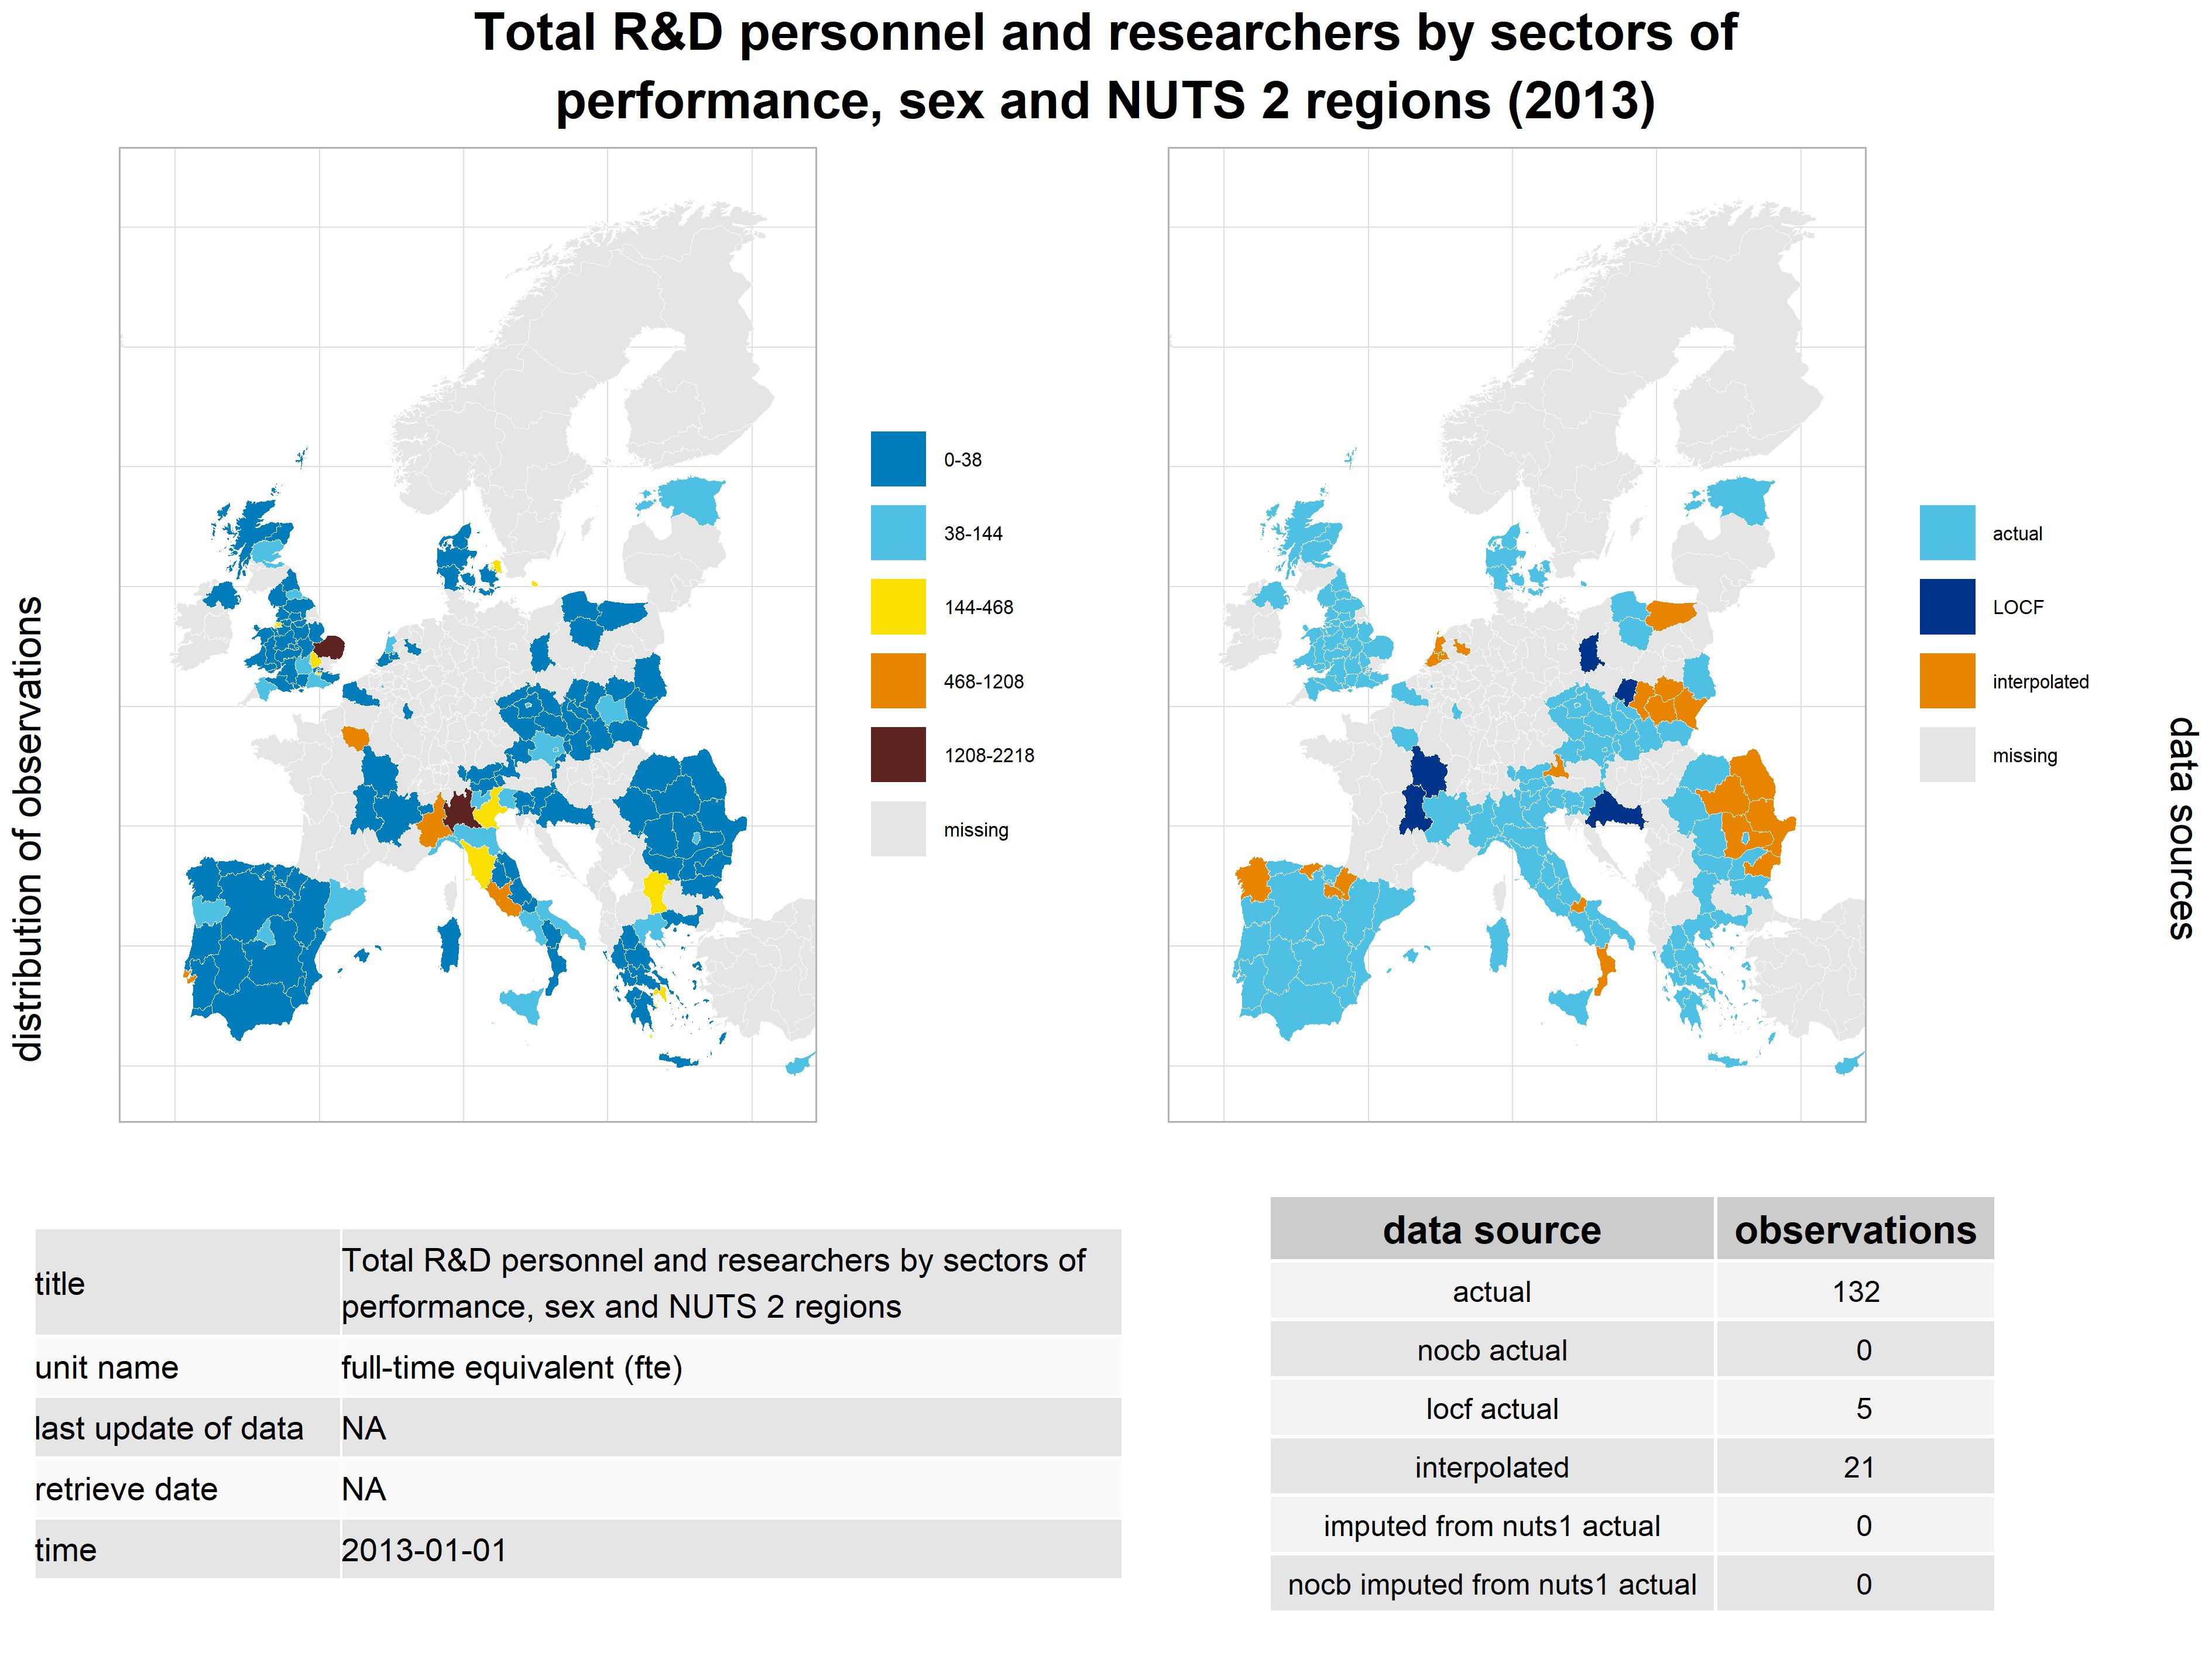 Total R&D personnel and researchers by sectors of
performance, sex and NUTS 2 regions (2013)
distribution of observations
0-38
38-144
144-468
468-1208
1208-2218
missing
actual
LOCF
interpolated
missing
data sources
title
Total R&D personnel and researchers by sectors of
performance, sex and NUTS 2 regions
unit name
full-time equivalent (fte)
last update of data
NA
retrieve date
NA
time
2013-01-01
data source observations
actual 132
nocb actual 0
locf actual 5
interpolated 21
imputed from nuts1 actual 0
nocb imputed from nuts1 actual 0